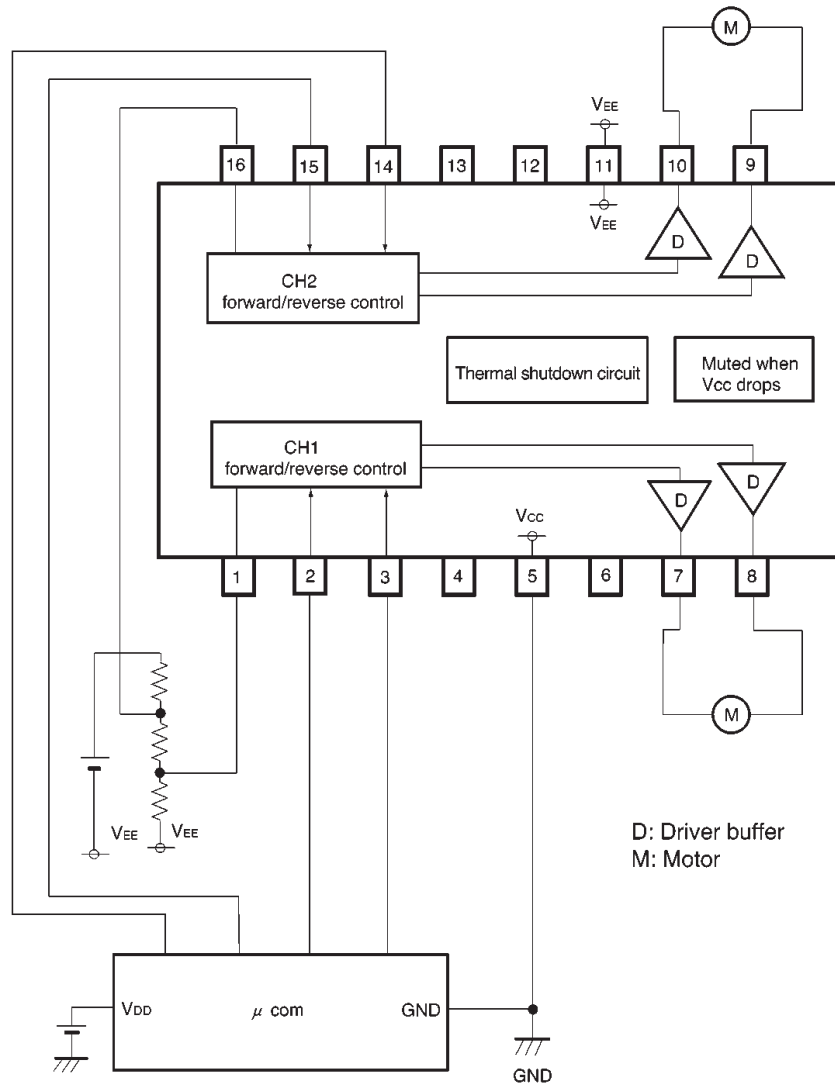 M
VEE
16
15
14
13
12
11
10
9
VEE
D
D
CH2
forward/reverse control
Thermal shutdown circuit
Muted when
Vcc drops
CH1
forward/reverse control
D
D
VCC
1
2
3
4
5
6
7
8
M
VEE
VEE
D: Driver buffer
M: Motor
VDD
μ com
GND
GND